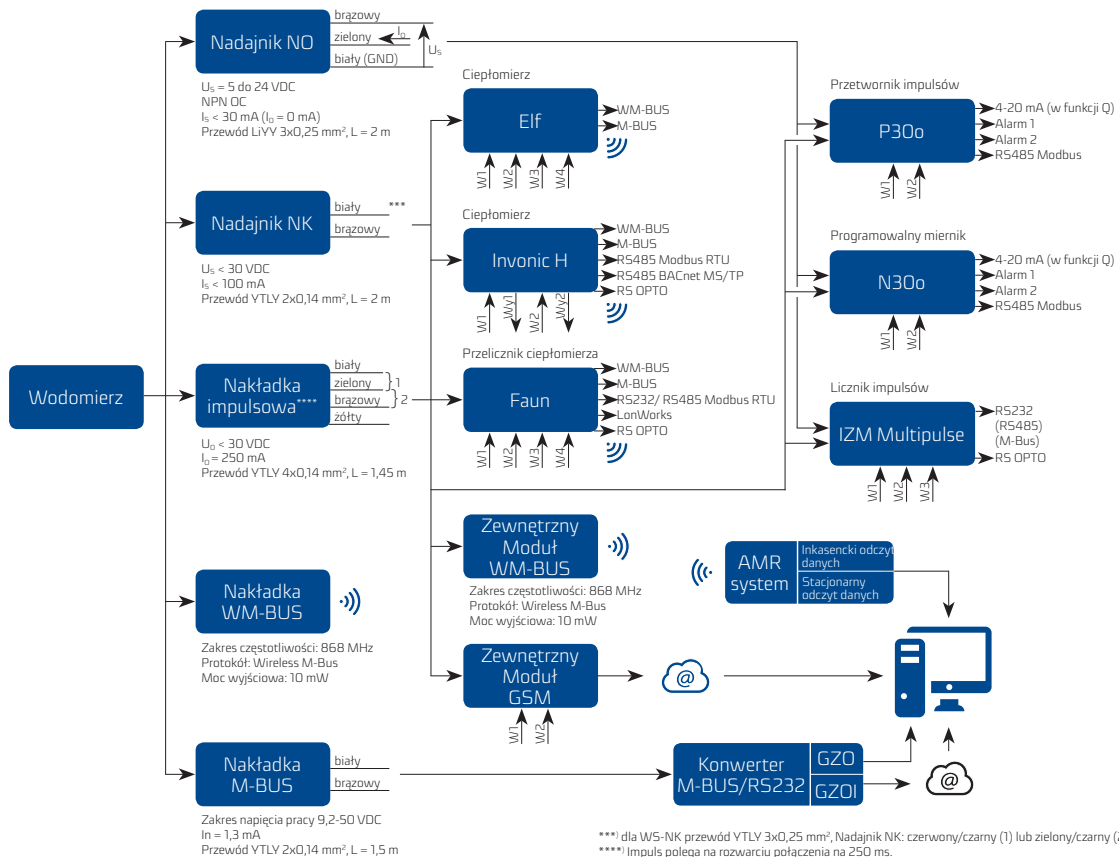 Wodomierz
Nadajnik NO
brązowy
zielony
I₀
biały (GND)
Uₛ
Uₛ = 5 do 24 VDC
NPN OC
Iₛ < 30 mA (I₀ = 0 mA)
Przewód LiYY 3x0,25 mm², L = 2 m
Nadajnik NK
biały
***
brązowy
Uₛ < 30 VDC
Iₛ < 100 mA
Przewód YTLY 2x0,14 mm², L = 2 m
Nakładka
impulsowa****
biały
zielony
1
brązowy
2
żółty
U₀ < 30 VDC
I₀ = 250 mA
Przewód YTLY 4x0,14 mm², L = 1,45 m
Nakładka
WM-BUS
Zakres częstotliwości: 868 MHz
Protokół: Wireless M-Bus
Moc wyjściowa: 10 mW
Nakładka
M-BUS
biały
brązowy
Zakres napięcia pracy 9,2-50 VDC
In = 1,3 mA
Przewód YTLY 2x0,14 mm², L = 1,5 m
Ciepłomierz
Elf
WM-BUS
M-BUS
W1
W2
W3
W4
Ciepłomierz
Invonic H
WM-BUS
M-BUS
RS485 Modbus RTU
RS485 BACnet MS/TP
RS OPTO
W1
Wy1
W2
Wy2
Przelicznik ciepłomierza
Faun
WM-BUS
M-BUS
RS232/ RS485 Modbus RTU
LonWorks
RS OPTO
W1
W2
W3
W4
Zewnętrzny
Moduł
WM-BUS
Zakres częstotliwości: 868 MHz
Protokół: Wireless M-Bus
Moc wyjściowa: 10 mW
Zewnętrzny
Moduł
GSM
W1
W2
@
Konwerter
M-BUS/RS232
GZO
GZOI
@
Przetwornik impulsów
P30o
4-20 mA (w funkcji Q)
Alarm 1
Alarm 2
RS485 Modbus
W1
W2
Programowalny miernik
N30o
4-20 mA (w funkcji Q)
Alarm 1
Alarm 2
RS485 Modbus
W1
W2
Licznik impulsów
IZM Multipulse
RS232
(RS485)
(M-Bus)
RS OPTO
W1
W2
W3
AMR
system
Inkasencki odczyt
danych
Stacjonarny
odczyt danych
***⁾ dla WS-NK przewód YTLY 3x0,25 mm², Nadajnik NK: czerwony/czarny (1) lub zielony/czarny
****⁾ Impuls polega na rozwarciu połączenia na 250 ms.